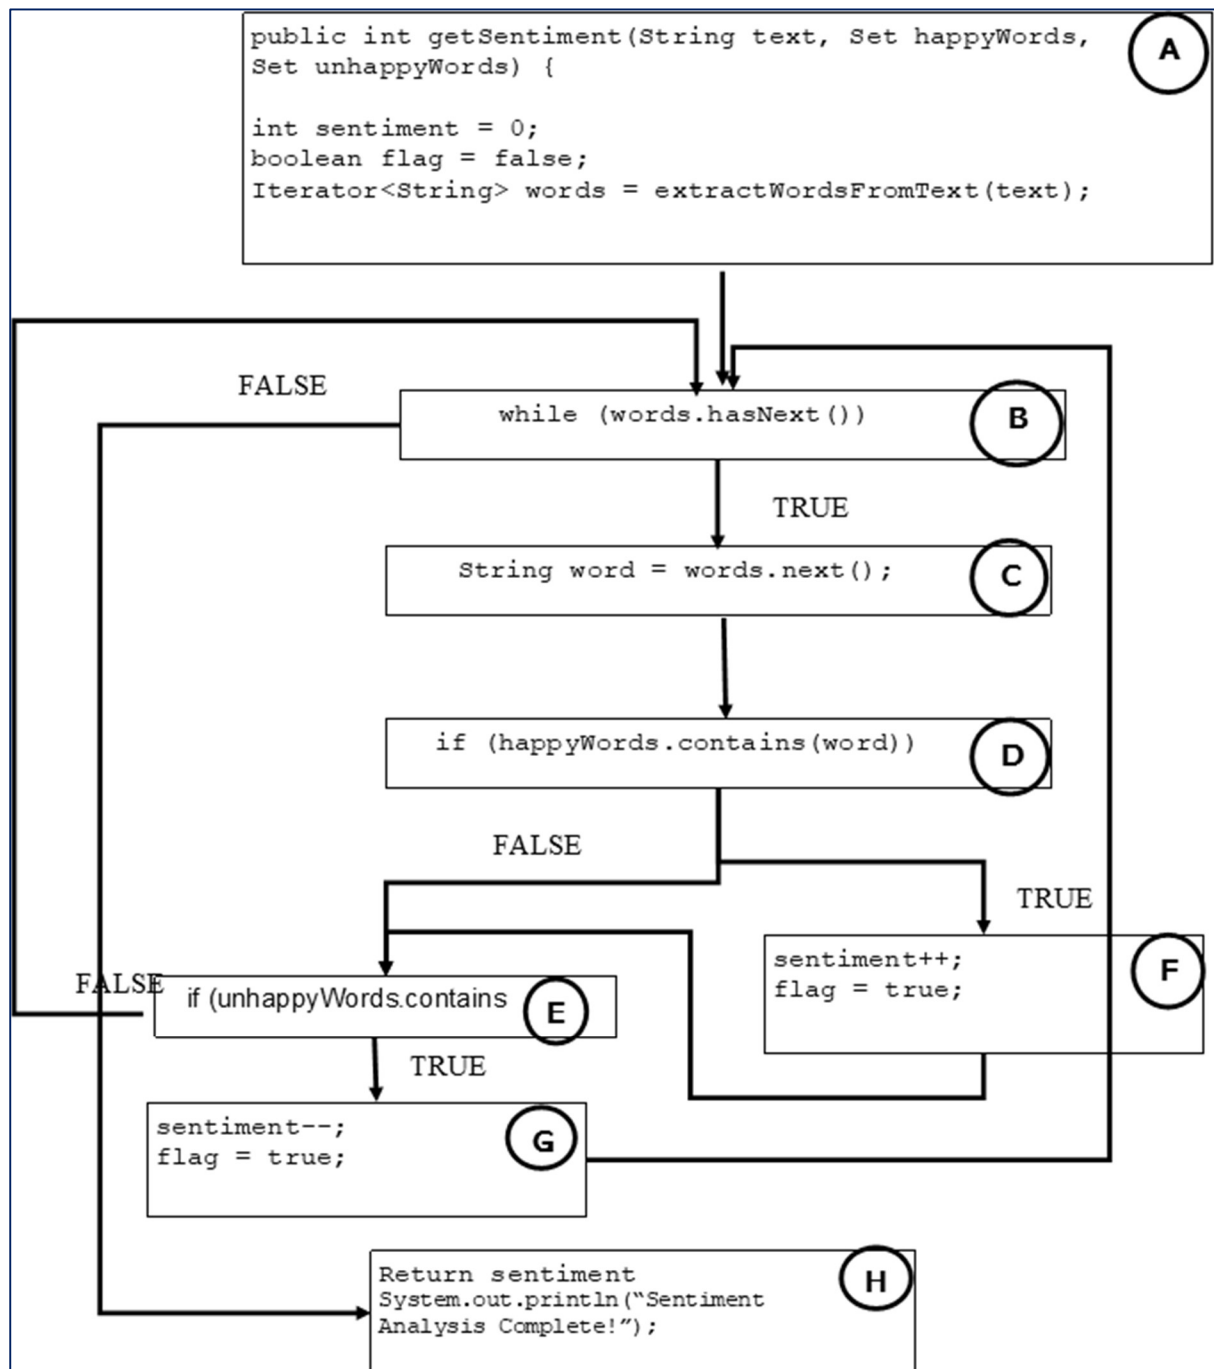 public int getSentiment(String text, Set happyWords,
A
Set unhappyWords) {
int sentiment = 0;
boolean flag = false;
Iterator<String> words = extractWordsFromText(text);
FALSE
while (words.hasNext())
B
TRUE
String word = words.next();
C
if (happyWords.contains(word))
D
FALSE
TRUE
sentiment++;
flag = true;
F
FALSE
if (unhappyWords.contains
E
TRUE
sentiment--;
flag = true;
G
Return sentiment
System.out.println(“Sentiment
Analysis Complete!”);
H